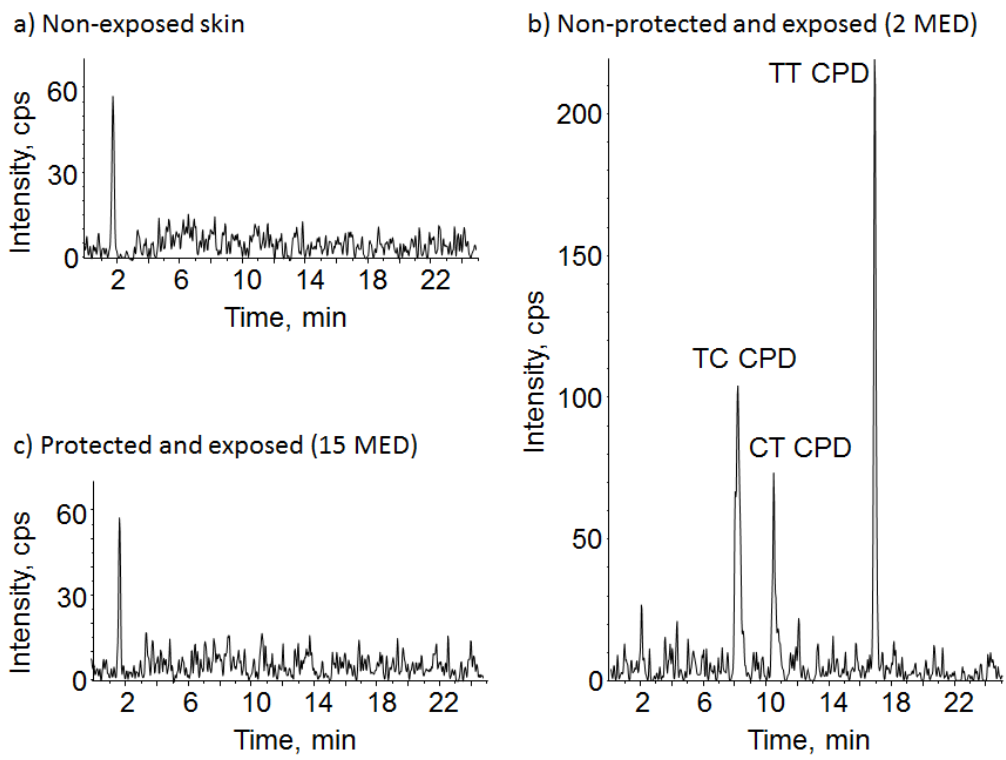 a) Non-exposed skin
Intensity, cps
60
30
0
2 6 10 14 18 22
Time, min
b) Non-protected and exposed (2 MED)
Intensity, cps
200
150
100
50
0
TT CPD
TC CPD
CT CPD
2 6 10 14 18 22
Time, min
c) Protected and exposed (15 MED)
Intensity, cps
60
30
0
2 6 10 14 18 22
Time, min